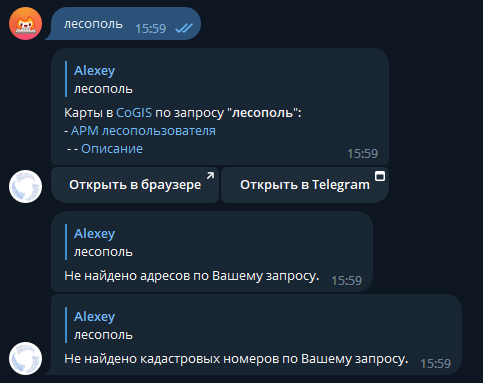 лесополь 15:59
Alexey
лесополь
Карты в CoGIS по запросу "лесополь":
- АРМ лесопользователя
- - Описание
15:59
Открыть в браузере Открыть в Telegram
Alexey
лесополь
Не найдено адресов по Вашему запросу. 15:59
Alexey
лесополь
Не найдено кадастровых номеров по Вашему запросу. 15:59